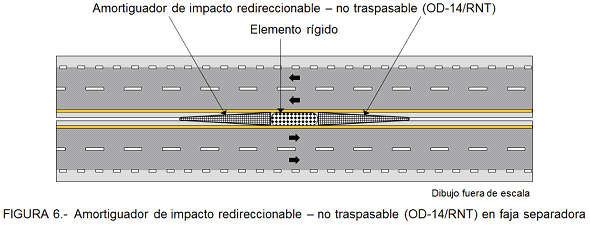 Amortiguador de impacto redireccionable – no traspasable (OD-14/RNT)
Elemento rígido
Dibujo fuera de escala
FIGURA 6.- Amortiguador de impacto redireccionable – no traspasable (OD-14/RNT) en faja separadora